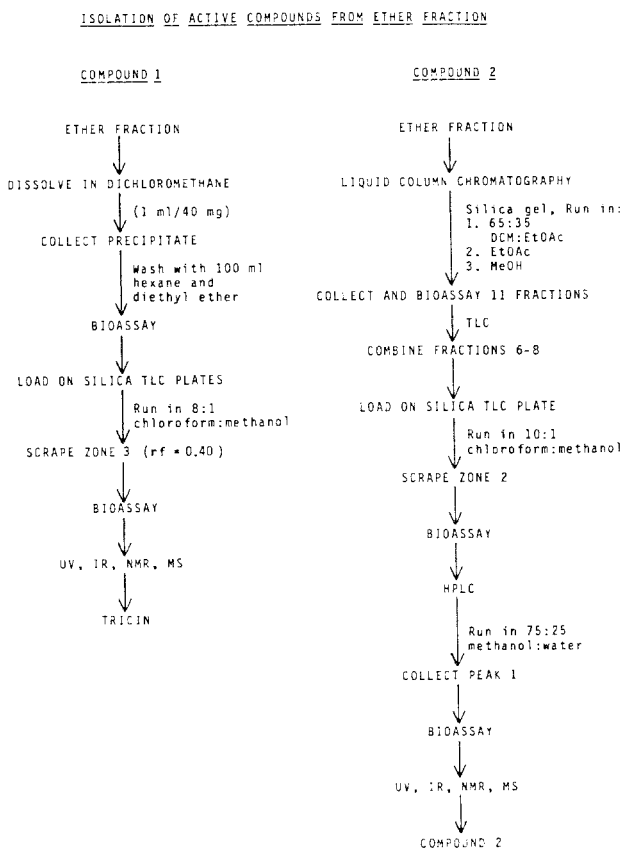 ISOLATION OF ACTIVE COMPOUNDS FROM ETHER FRACTION
COMPOUND 1
ETHER FRACTION
DISSOLVE IN DICHLOROMETHANE
(1 ml/40 mg)
COLLECT PRECIPITATE
Wash with 100 ml
hexane and
diethyl ether
BIOASSAY
LOAD ON SILICA TLC PLATES
Run in 8:1
chloroform:methanol
SCRAPE ZONE 3 (rf = 0.40)
BIOASSAY
UV, IR, NMR, MS
TRICIN
COMPOUND 2
ETHER FRACTION
LIQUID COLUMN CHROMATOGRAPHY
Silica gel, Run in:
1. 65:35
DCM:EtOAc
2. EtOAc
3. MeOH
COLLECT AND BIOASSAY 11 FRACTIONS
TLC
COMBINE FRACTIONS 6-8
LOAD ON SILICA TLC PLATE
Run in 10:1
chloroform:methanol
SCRAPE ZONE 2
BIOASSAY
HPLC
Run in 75:25
methanol:water
COLLECT PEAK 1
BIOASSAY
UV, IR, NMR, MS
COMPOUND 2